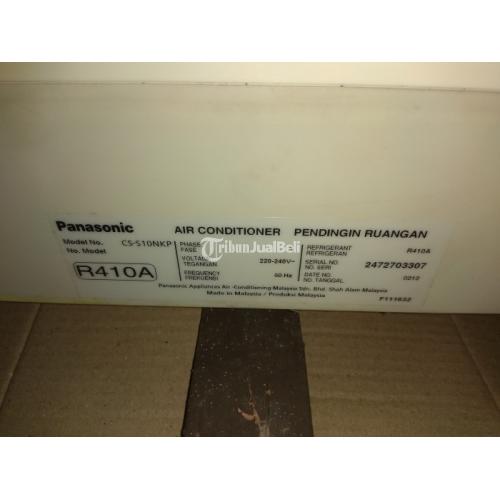 Panasonic AIR CONDITIONER PENDINGIN RUANGAN
Model No. CS-S10NKP PHASE REFRIGERANT R410A
No. Model FASE REFRIGERAN
TribunJualBeli
R410A VOLTAGE 220-240V~ SERIAL NO. 2472703307
TEGANGAN NO. SERI
FREQUENCY 50 Hz DATE NO. 0212
FREKUENSI NO. TANGGAL
Panasonic Appliances Air-Conditioning Malaysia Sdn. Bhd. Shah Alam Malaysia
Made in Malaysia / Produksi Malaysia F111632